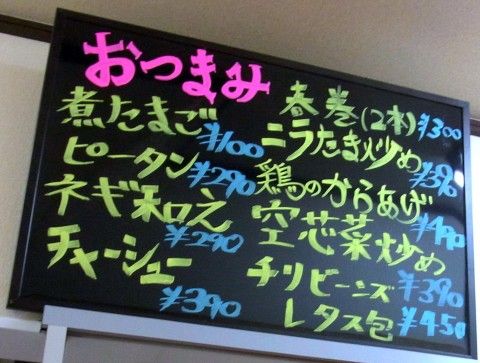 おつまみ
煮たまご ¥100
ピータン ¥290
ネギ和え ¥290
チャーシュー ¥390
春巻(2本) ¥300
ニラたま炒め ¥390
鶏のからあげ ¥490
空芯菜炒め
チリビーンズ ¥390
レタス包 ¥450